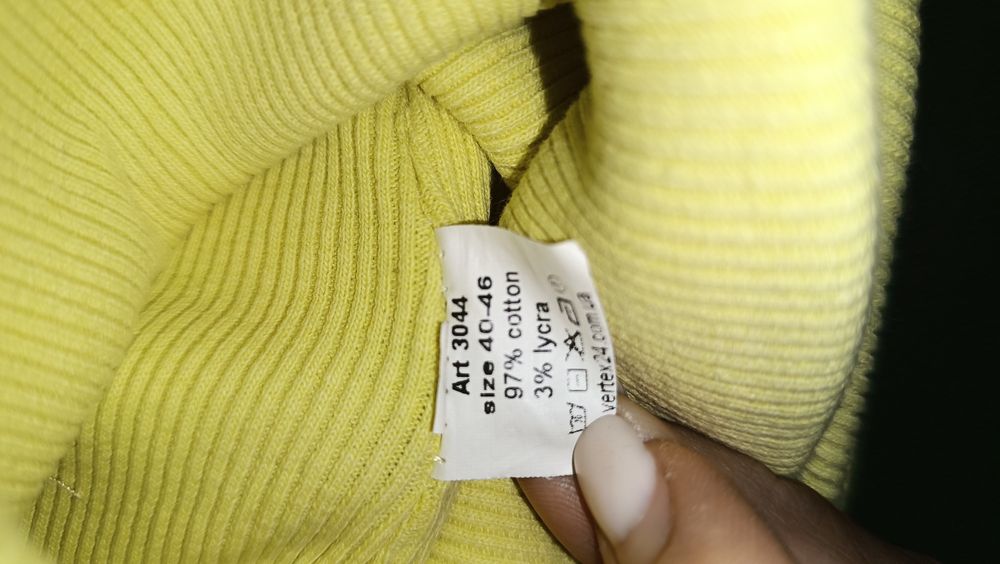 Art 3044
size 40-46
97% cotton
3% lycra
vertex24.com.ua